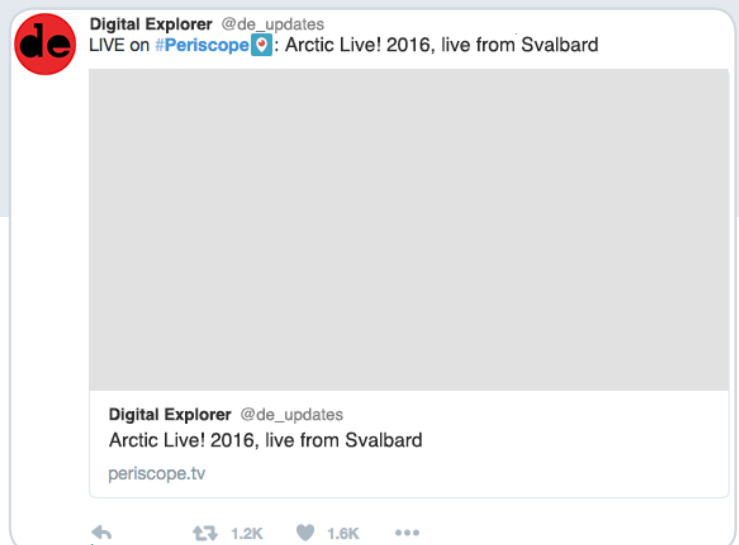 de
Digital Explorer @de_updates
LIVE on #Periscope: Arctic Live! 2016, live from Svalbard
Digital Explorer @de_updates
Arctic Live! 2016, live from Svalbard
periscope.tv
1.2K 1.6K